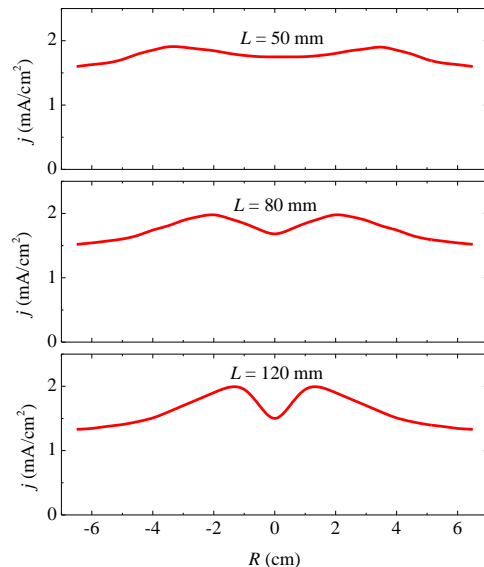 2
L = 50 mm
1
0
j (mA/cm²)
2
L = 80 mm
1
0
j (mA/cm²)
2
L = 120 mm
1
0
j (mA/cm²)
-6 -4 -2 0 2 4 6
R (cm)